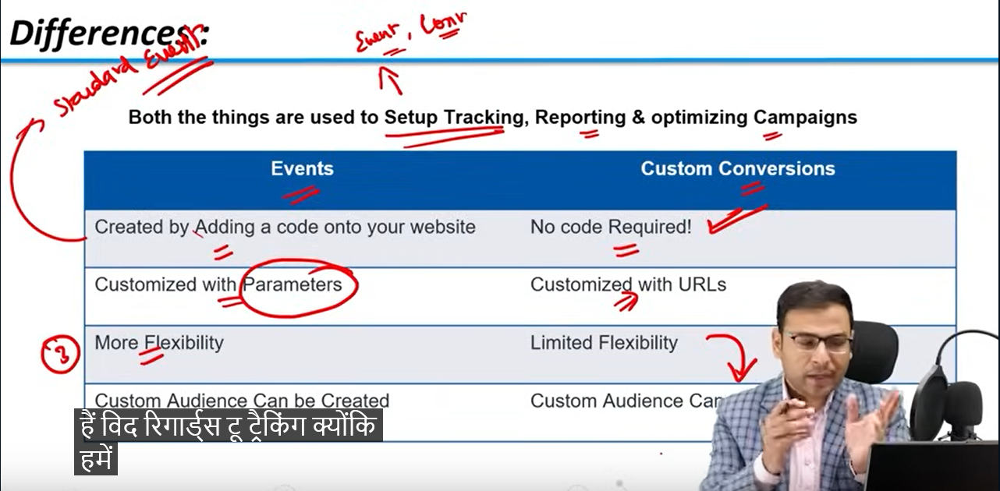 Differences:
Event, Conv
Standard Event
Both the things are used to Setup Tracking, Reporting & optimizing Campaigns
Events Custom Conversions
Created by Adding a code onto your website No code Required!
Customized with Parameters Customized with URLs
3 More Flexibility Limited Flexibility
Custom Audience Can be Created Custom Audience Can
हैं विद रिगार्ड्स टू ट्रैकिंग क्योंकि
हमें